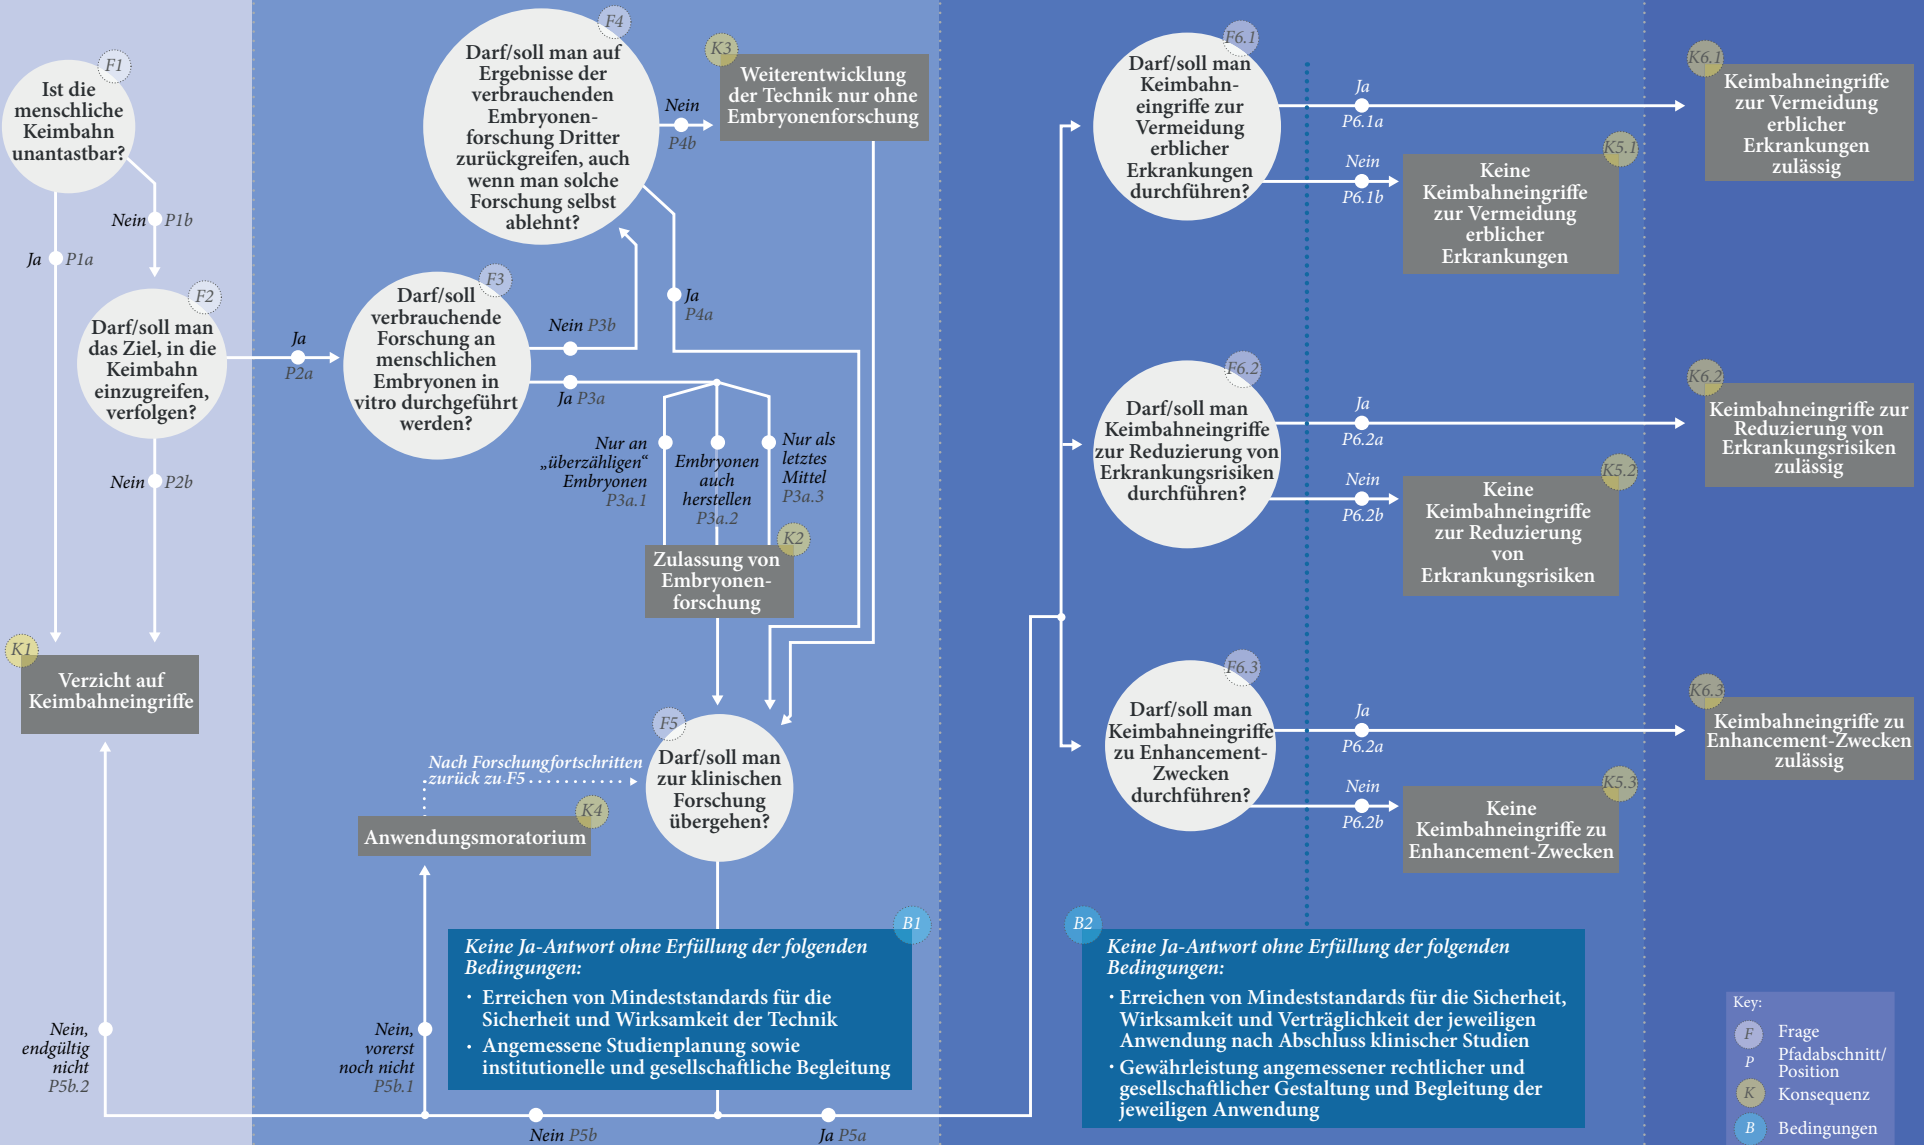 F1
Ist die
menschliche
Keimbahn
unantastbar?
Nein P1b
Ja P1a
F2
Darf/soll man
das Ziel, in die
Keimbahn
einzugreifen,
verfolgen?
Ja
P2a
Nein P2b
K1
Verzicht auf
Keimbahneingriffe
Nein,
endgültig
nicht
P5b.2
F4
Darf/soll man auf
Ergebnisse der
verbrauchenden
Embryonen-
forschung Dritter
zurückgreifen, auch
wenn man solche
Forschung selbst
ablehnt?
Nein
P4b
K3
Weiterentwicklung
der Technik nur ohne
Embryonenforschung
Ja
P4a
F3
Darf/soll
verbrauchende
Forschung an
menschlichen
Embryonen in
vitro durchgeführt
werden?
Nein P3b
Ja P3a
Nur an
„überzähligen“
Embryonen
P3a.1
Embryonen
auch
herstellen
P3a.2
Nur als
letztes
Mittel
P3a.3
K2
Zulassung von
Embryonen-
forschung
F5
Darf/soll man
zur klinischen
Forschung
übergehen?
Nach Forschungfortschritten
zurück zu F5
K4
Anwendungsmoratorium
Nein,
vorerst
noch nicht
P5b.1
B1
Keine Ja-Antwort ohne Erfüllung der folgenden
Bedingungen:
· Erreichen von Mindeststandards für die
Sicherheit und Wirksamkeit der Technik
· Angemessene Studienplanung sowie
institutionelle und gesellschaftliche Begleitung
Nein P5b
Ja P5a
F6.1
Darf/soll man
Keimbahn-
eingriffe zur
Vermeidung
erblicher
Erkrankungen
durchführen?
Ja
P6.1a
Nein
P6.1b
K5.1
Keine
Keimbahneingriffe
zur Vermeidung
erblicher
Erkrankungen
K6.1
Keimbahneingriffe
zur Vermeidung
erblicher
Erkrankungen
zulässig
F6.2
Darf/soll man
Keimbahneingriffe
zur Reduzierung von
Erkrankungsrisiken
durchführen?
Ja
P6.2a
Nein
P6.2b
K5.2
Keine
Keimbahneingriffe
zur Reduzierung
von
Erkrankungsrisiken
K6.2
Keimbahneingriffe zur
Reduzierung von
Erkrankungsrisiken
zulässig
F6.3
Darf/soll man
Keimbahneingriffe
zu Enhancement-
Zwecken
durchführen?
Ja
P6.2a
Nein
P6.2b
K5.3
Keine
Keimbahneingriffe zu
Enhancement-Zwecken
K6.3
Keimbahneingriffe zu
Enhancement-Zwecken
zulässig
B2
Keine Ja-Antwort ohne Erfüllung der folgenden
Bedingungen:
· Erreichen von Mindeststandards für die Sicherheit,
Wirksamkeit und Verträglichkeit der jeweiligen
Anwendung nach Abschluss klinischer Studien
· Gewährleistung angemessener rechtlicher und
gesellschaftlicher Gestaltung und Begleitung der
jeweiligen Anwendung
Key:
F Frage
P Pfadabschnitt/
Position
K Konsequenz
B Bedingungen